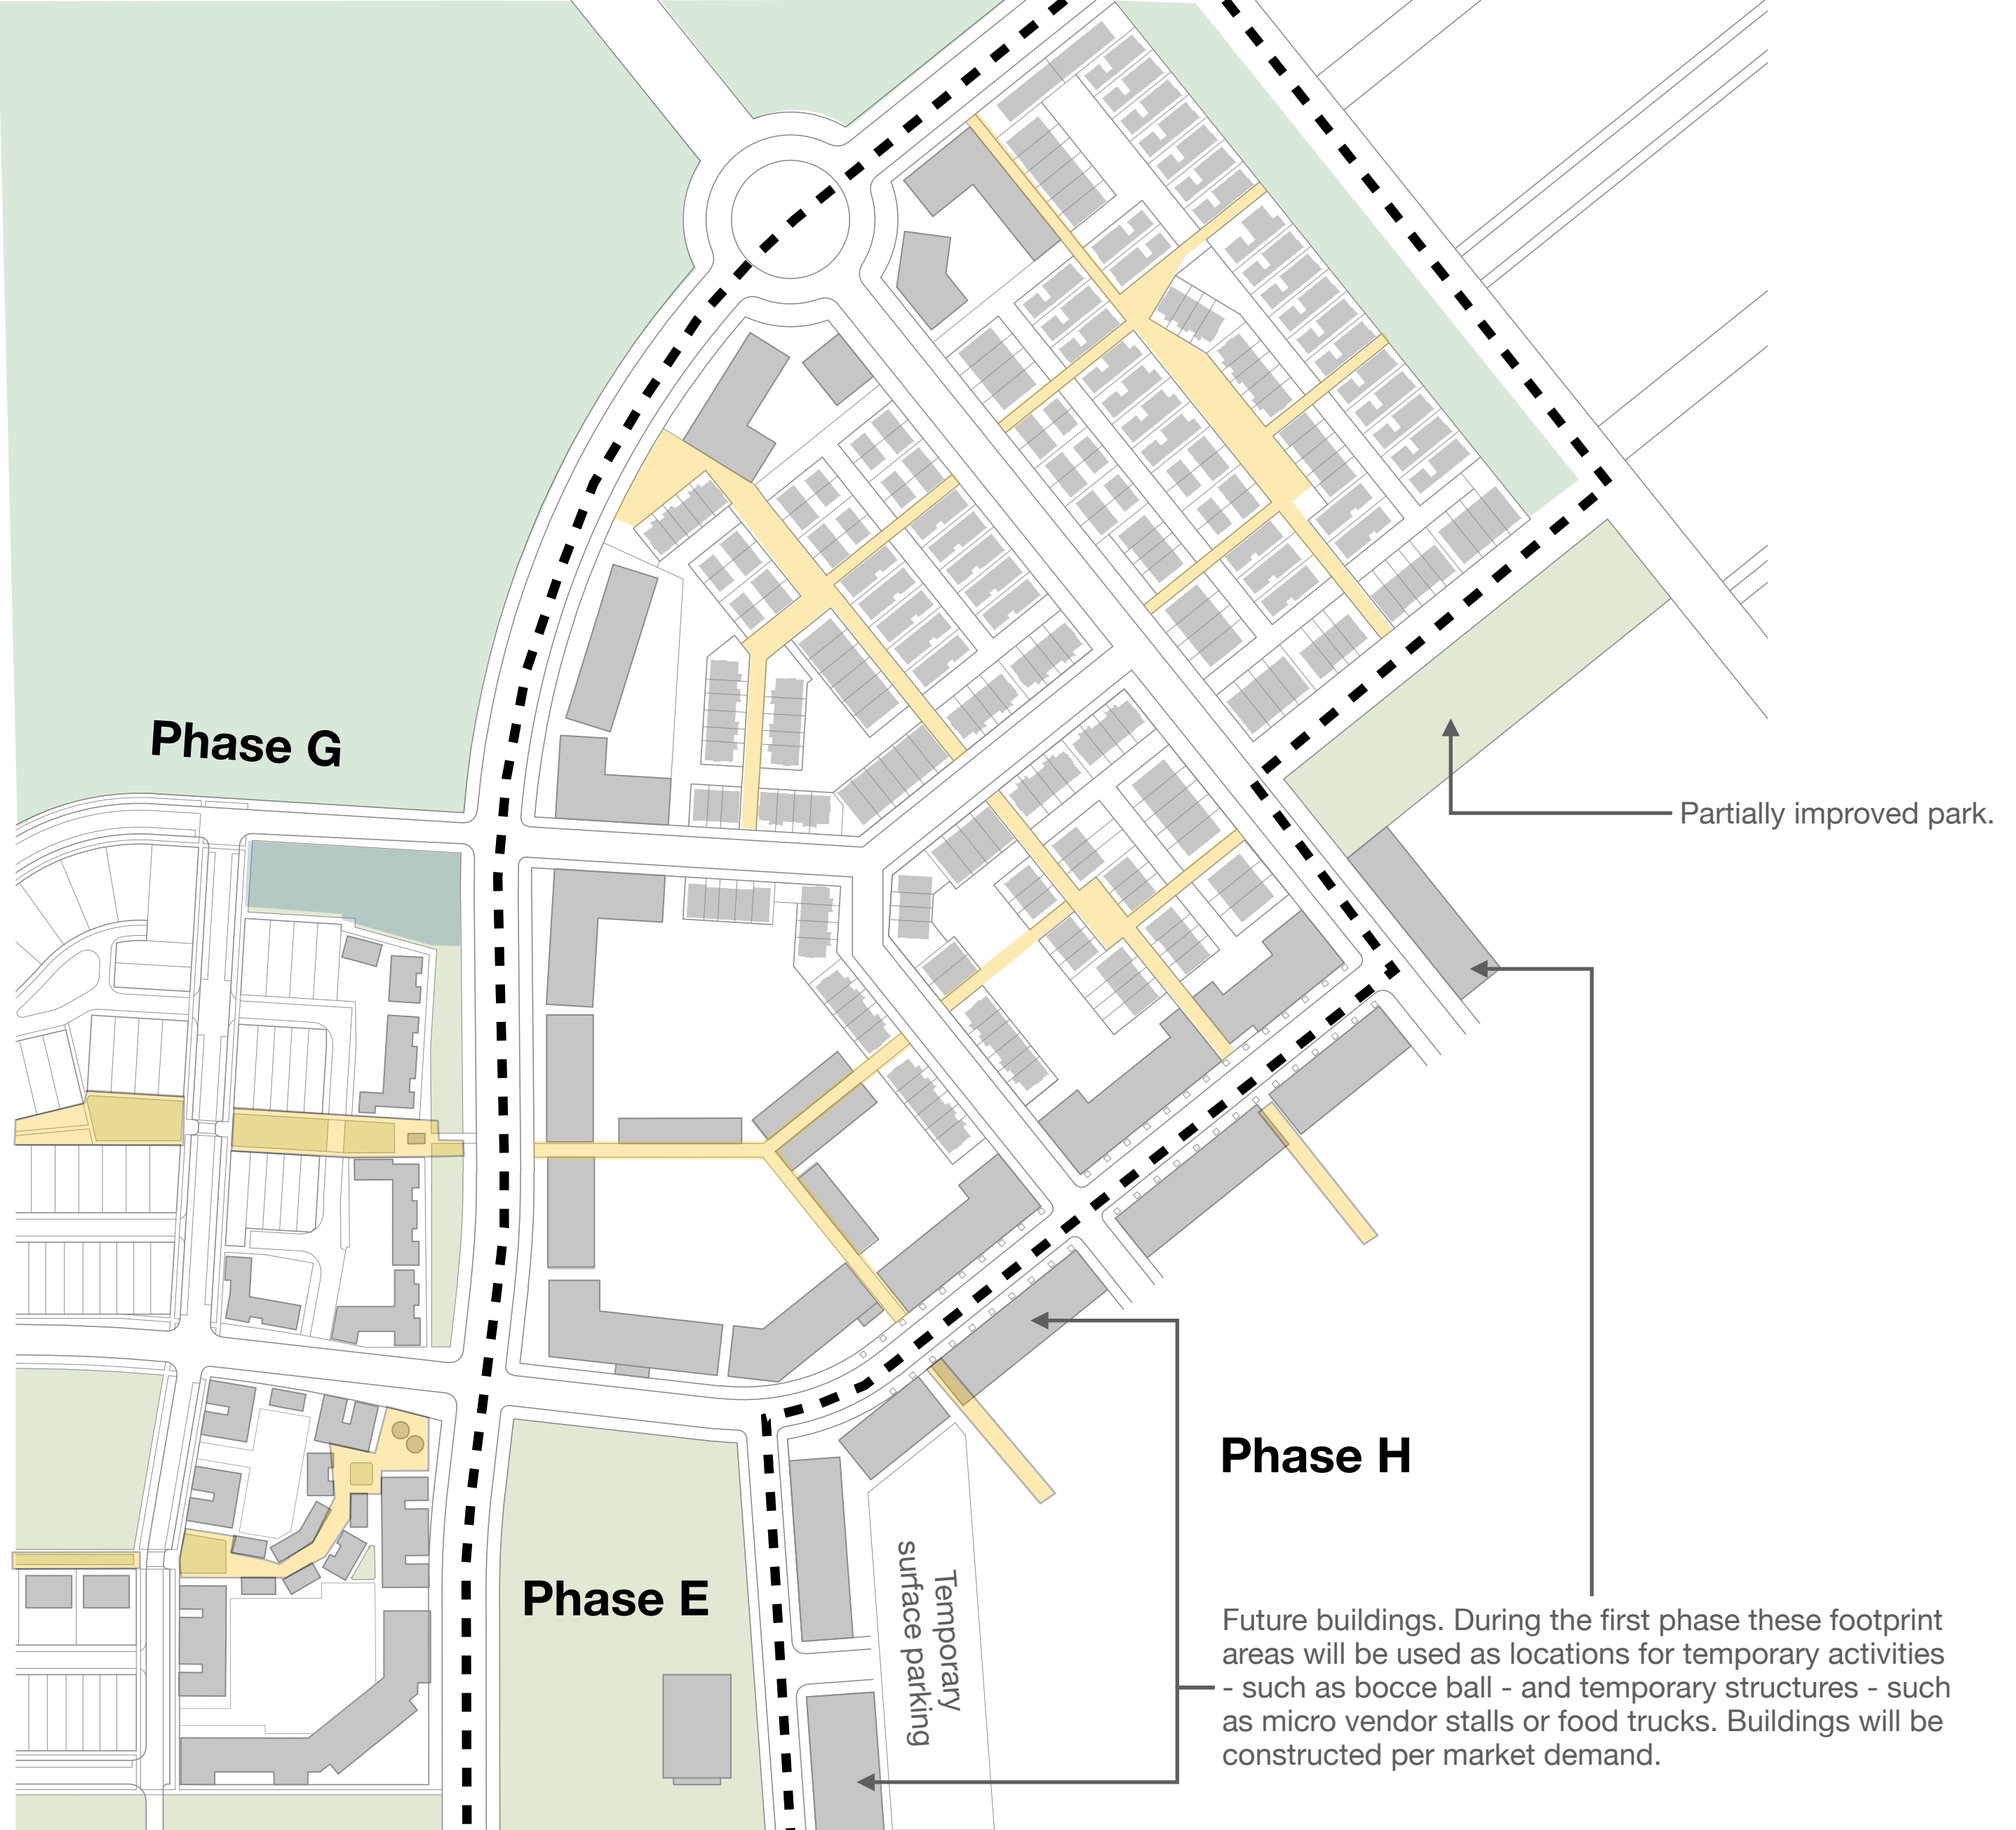 Phase G
Partially improved park.
Phase H
Phase E
Temporary
surface parking
Future buildings. During the first phase these footprint
areas will be used as locations for temporary activities
- such as bocce ball - and temporary structures - such
as micro vendor stalls or food trucks. Buildings will be
constructed per market demand.